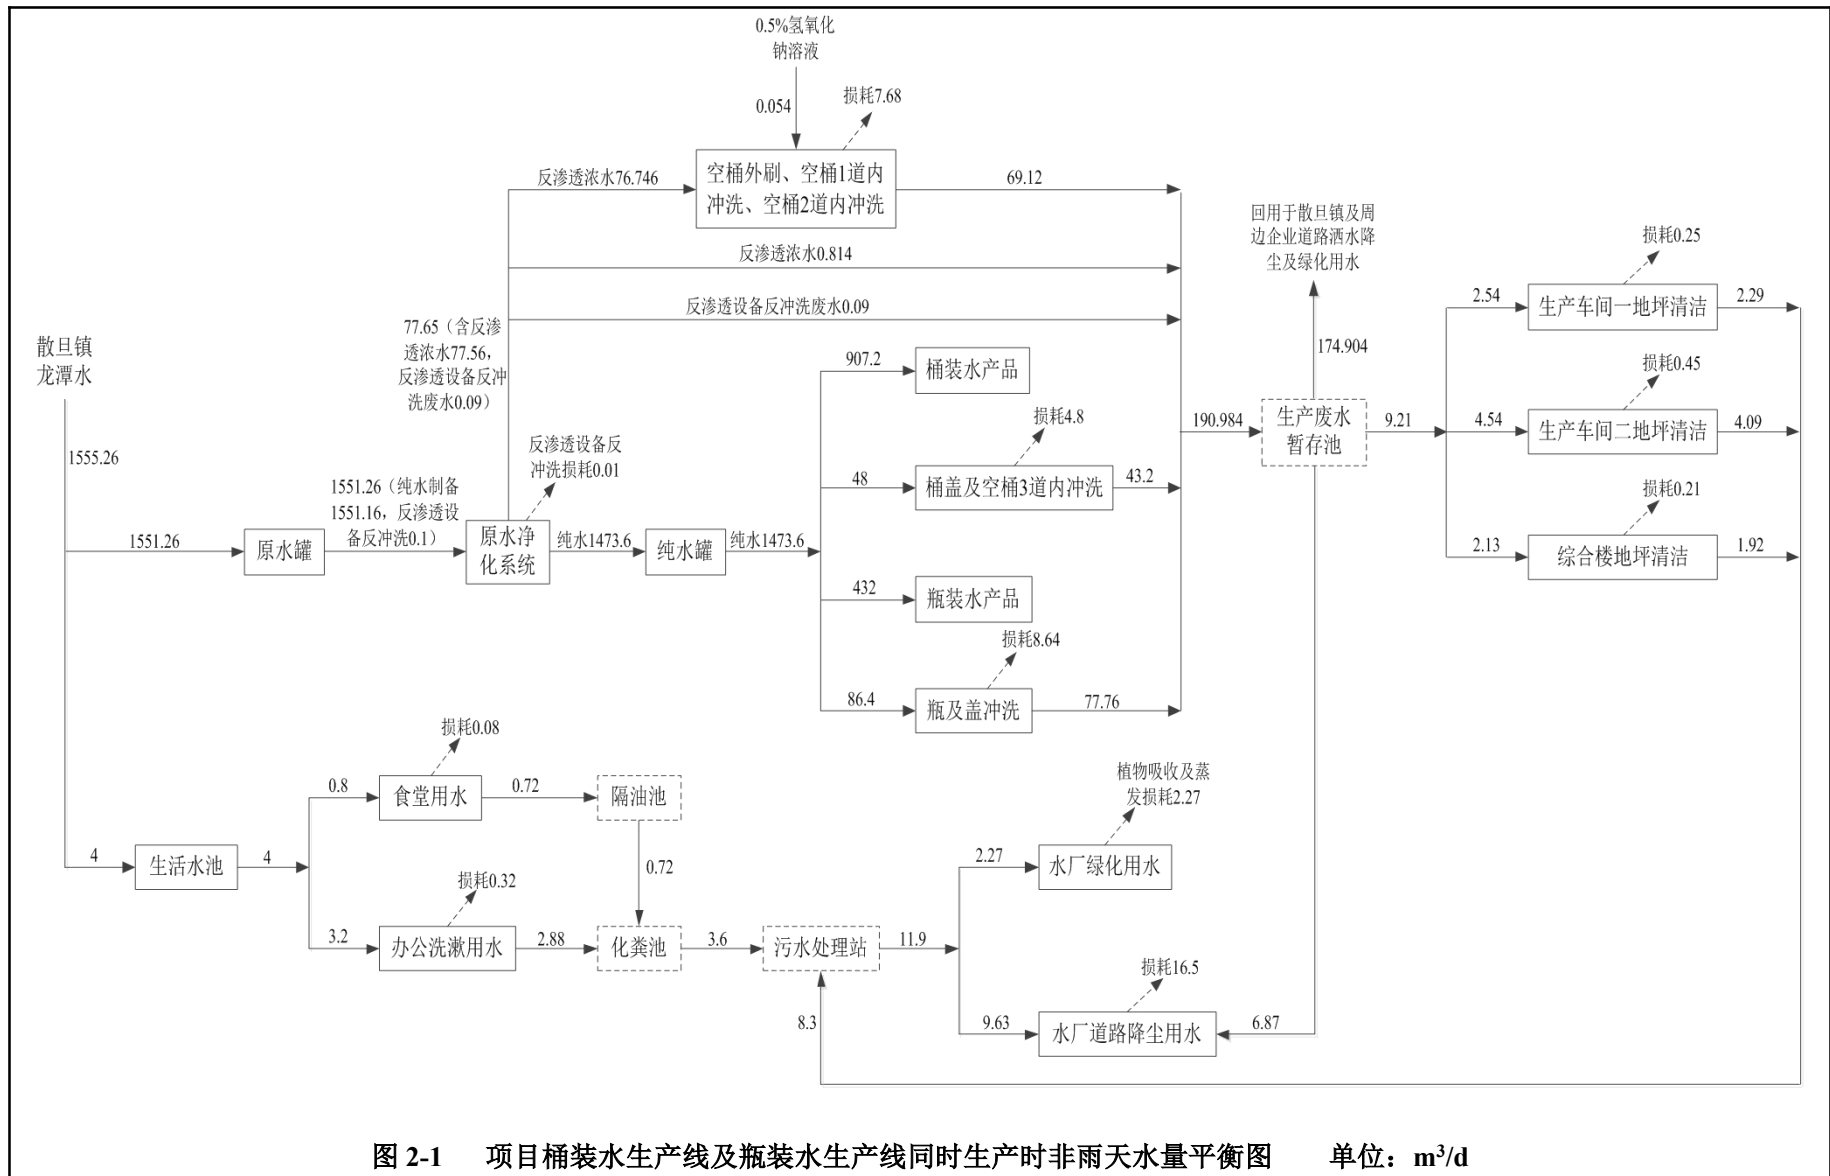 0.5%氢氧化
钠溶液
0.054
损耗7.68
反渗透浓水76.746
空桶外刷、空桶1道内
冲洗、空桶2道内冲洗
69.12
反渗透浓水0.814
反渗透设备反冲洗废水0.09
77.65（含反渗
透浓水77.56，
反渗透设备反冲
洗废水0.09）
散旦镇
龙潭水
1555.26
1551.26
原水罐
1551.26（纯水制备
1551.16，反渗透设
备反冲洗0.1）
反渗透设备反
冲洗损耗0.01
原水净
化系统
纯水1473.6
纯水罐
纯水1473.6
907.2
桶装水产品
损耗4.8
48
桶盖及空桶3道内冲洗
43.2
432
瓶装水产品
损耗8.64
86.4
瓶及盖冲洗
77.76
190.984
生产废水
暂存池
174.904
回用于散旦镇及周
边企业道路洒水降
尘及绿化用水
9.21
2.54
损耗0.25
生产车间一地坪清洁
2.29
4.54
损耗0.45
生产车间二地坪清洁
4.09
2.13
损耗0.21
综合楼地坪清洁
1.92
4
生活水池
4
0.8
损耗0.08
食堂用水
0.72
隔油池
0.72
3.2
损耗0.32
办公洗漱用水
2.88
化粪池
3.6
污水处理站
11.9
8.3
2.27
植物吸收及蒸
发损耗2.27
水厂绿化用水
9.63
损耗16.5
水厂道路降尘用水
6.87
图 2-1 项目桶装水生产线及瓶装水生产线同时生产时非雨天水量平衡图 单位：m³/d